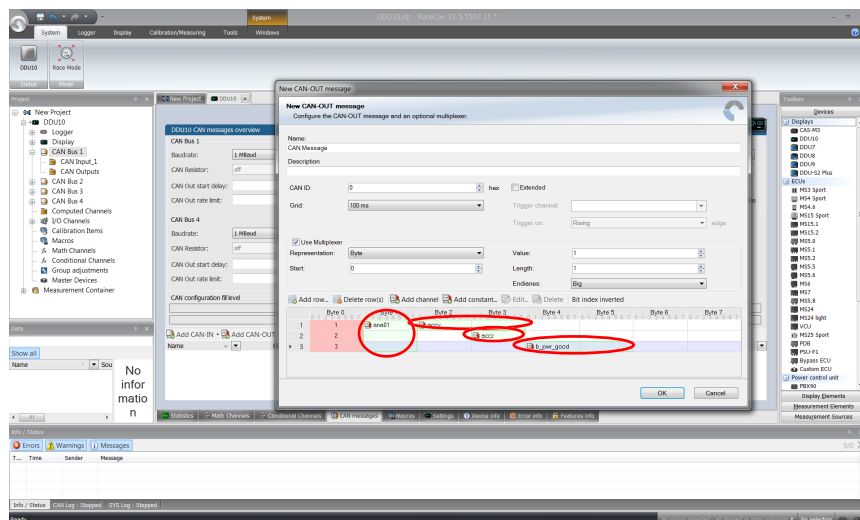 System
DDU10.rtp - RaceCon V2.5.5507.11 *
System Logger Display Calibration/Measuring Tools Windows
DDU10 Race Mode
Status Mode
Project
New Project
DDU10
Logger
Display
CAN Bus 1
CAN Input_1
CAN Outputs
CAN Bus 2
CAN Bus 3
CAN Bus 4
Computed Channels
I/O Channels
Calibration Items
Macros
Math Channels
Conditional Channels
Group adjustments
Master Devices
Measurement Container
Data
Show all
Name Sou
No
infor
matio
n
New Project DDU10
DDU10 CAN messages overview
CAN Bus 1
Baudrate: 1 MBaud
CAN Resistor: off
CAN Out start delay:
CAN Out rate limit:
CAN Bus 4
Baudrate: 1 MBaud
CAN Resistor: off
CAN Out start delay:
CAN Out rate limit:
CAN configuration fill level
Add CAN-IN Add CAN-OUT
Name
New CAN-OUT message
New CAN-OUT message
Configure the CAN-OUT message and an optional multiplexer.
Name:
CAN Message
Description
CAN ID: 0 hex Extended
Grid: 100 ms Trigger channel:
Trigger on: Rising edge
Use Multiplexer
Representation: Byte Value: 1
Start: 0 Length: 1
Endianes: Big
Add row... Delete row(s) Add channel Add constant... Edit... Delete Bit index inverted
Byte 0 Byte 1 Byte 2 Byte 3 Byte 4 Byte 5 Byte 6 Byte 7
1 1 ana01 accy
2 2 accz
3 3 b_pwr_good
OK Cancel
Statistics Math Channels Conditional Channels CAN messages Macros Settings Device info Error info Features info
Toolbox
Devices
Displays
CAS-M3
DDU10
DDU7
DDU8
DDU9
DDU-S2 Plus
ECUs
MS3 Sport
MS4 Sport
MS4.6
MS15 Sport
MS15.1
MS15.2
MS5.0
MS5.1
MS5.2
MS5.5
MS5.6
MS6
MS7
MS5.8
MS24
MS24 light
VCU
MS25 Sport
PDB
PSU-F1
Bypass ECU
Custom ECU
Power control unit
PBX90
Display Elements
Measurement Elements
Measurement Sources
Info / Status
Errors Warnings Messages 0/0
T... Time Sender Message
Info / Status CAN Log - Stopped SYS Log - Stopped
Ready
No selection